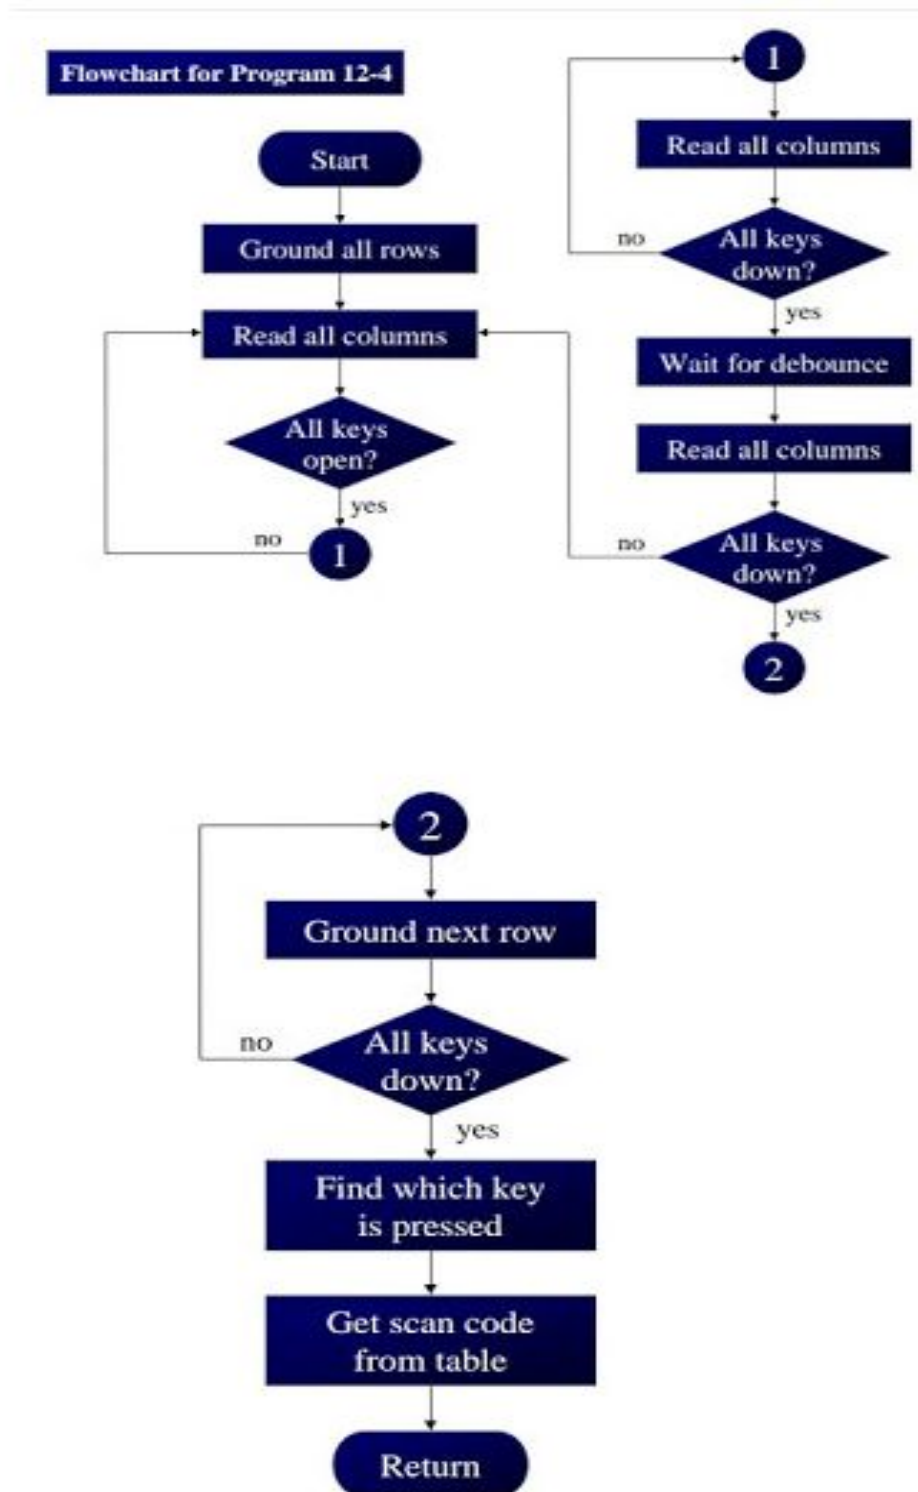 Flowchart for Program 12-4
Start
Ground all rows
Read all columns
All keys
open?
yes
no
1
1
Read all columns
All keys
down?
no
yes
Wait for debounce
Read all columns
All keys
down?
no
yes
2
2
Ground next row
All keys
down?
no
yes
Find which key
is pressed
Get scan code
from table
Return